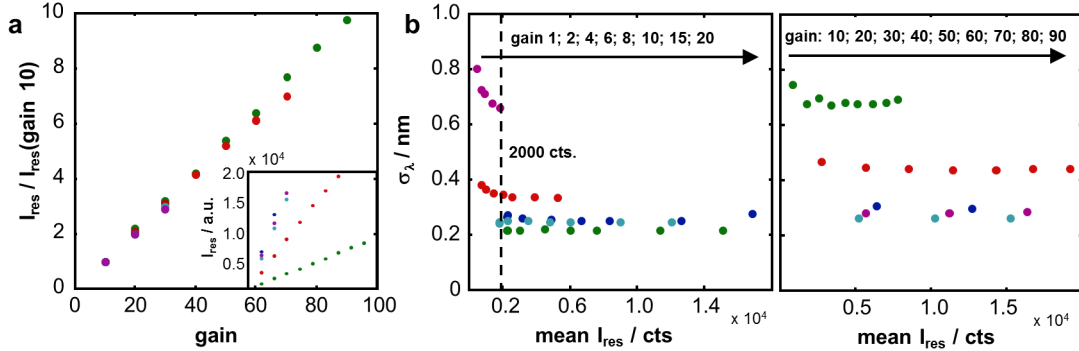 a
I_res / I_res(gain 10)
10
8
6
4
2
0
0
20
40
60
80
100
gain
x 10^4
2.0
1.5
1.0
0.5
I_res / a.u.
b
σ_λ / nm
1.0
0.8
0.6
0.4
0.2
0
gain 1; 2; 4; 6; 8; 10; 15; 20
2000 cts.
0.2
0.6
1.0
1.4
x 10^4
mean I_res / cts
gain: 10; 20; 30; 40; 50; 60; 70; 80; 90
0.5
1.0
1.5
x 10^4
mean I_res / cts